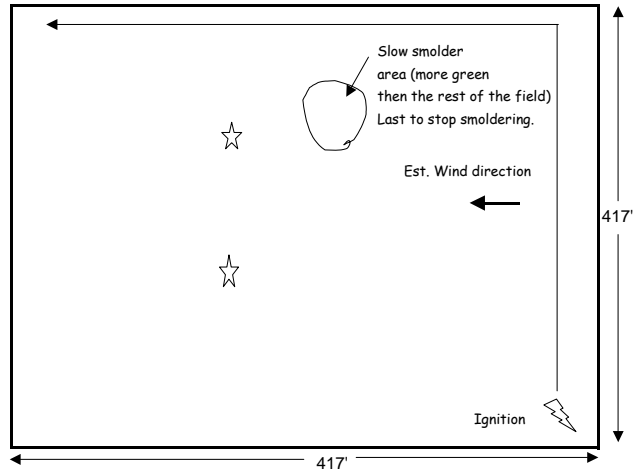 Slow smolder
area (more green
then the rest of the field)
Last to stop smoldering.
Est. Wind direction
417'
Ignition
417'